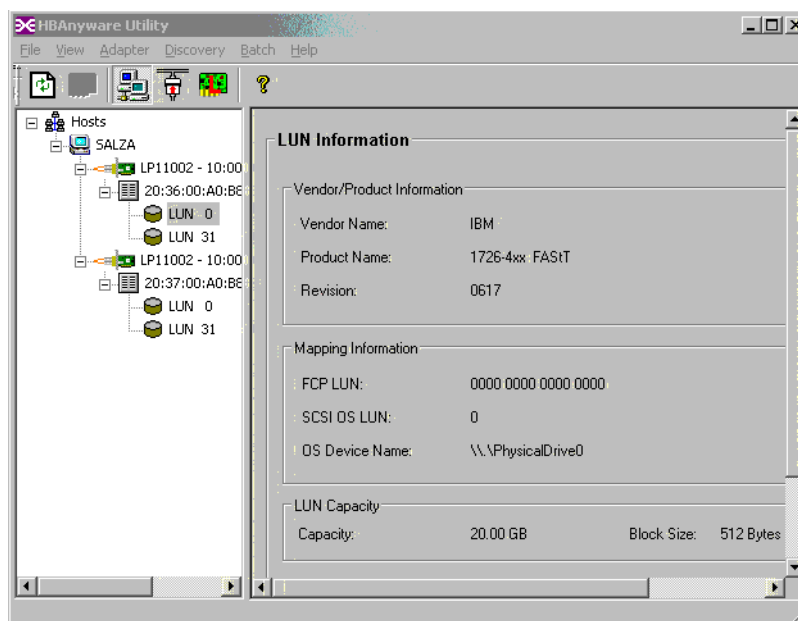 HBAnyware Utility
File View Adapter Discovery Batch Help
Hosts
SALZA
LP11002 - 10:00
20:36:00:A0:B8
LUN 0
LUN 31
LP11002 - 10:00
20:37:00:A0:B8
LUN 0
LUN 31
LUN Information
Vendor/Product Information
Vendor Name: IBM
Product Name: 1726-4xx FAStT
Revision: 0617
Mapping Information
FCP LUN: 0000 0000 0000 0000
SCSI OS LUN: 0
OS Device Name: \\.\PhysicalDrive0
LUN Capacity
Capacity: 20.00 GB Block Size: 512 Bytes